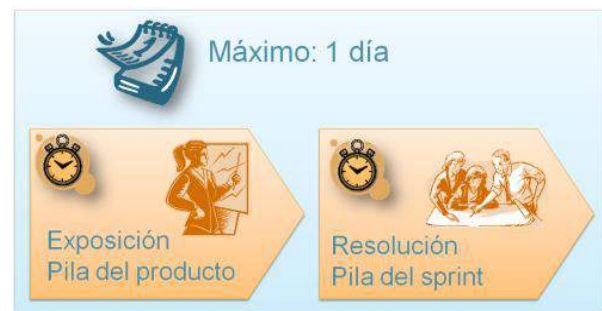 Máximo: 1 día
Exposición
Pila del producto
Resolución
Pila del sprint